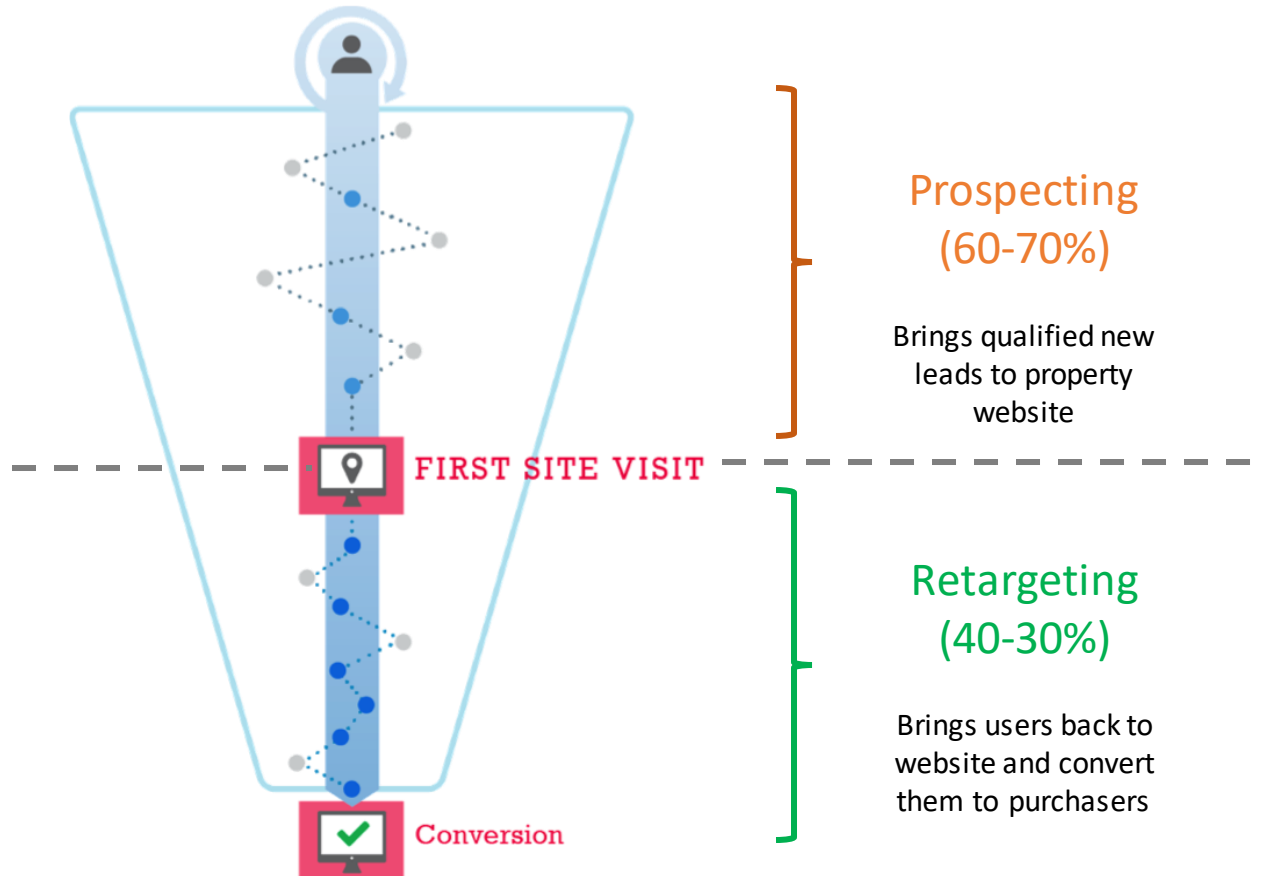 Prospecting
(60-70%)
Brings qualified new
leads to property
website
FIRST SITE VISIT
Retargeting
(40-30%)
Brings users back to
website and convert
them to purchasers
Conversion